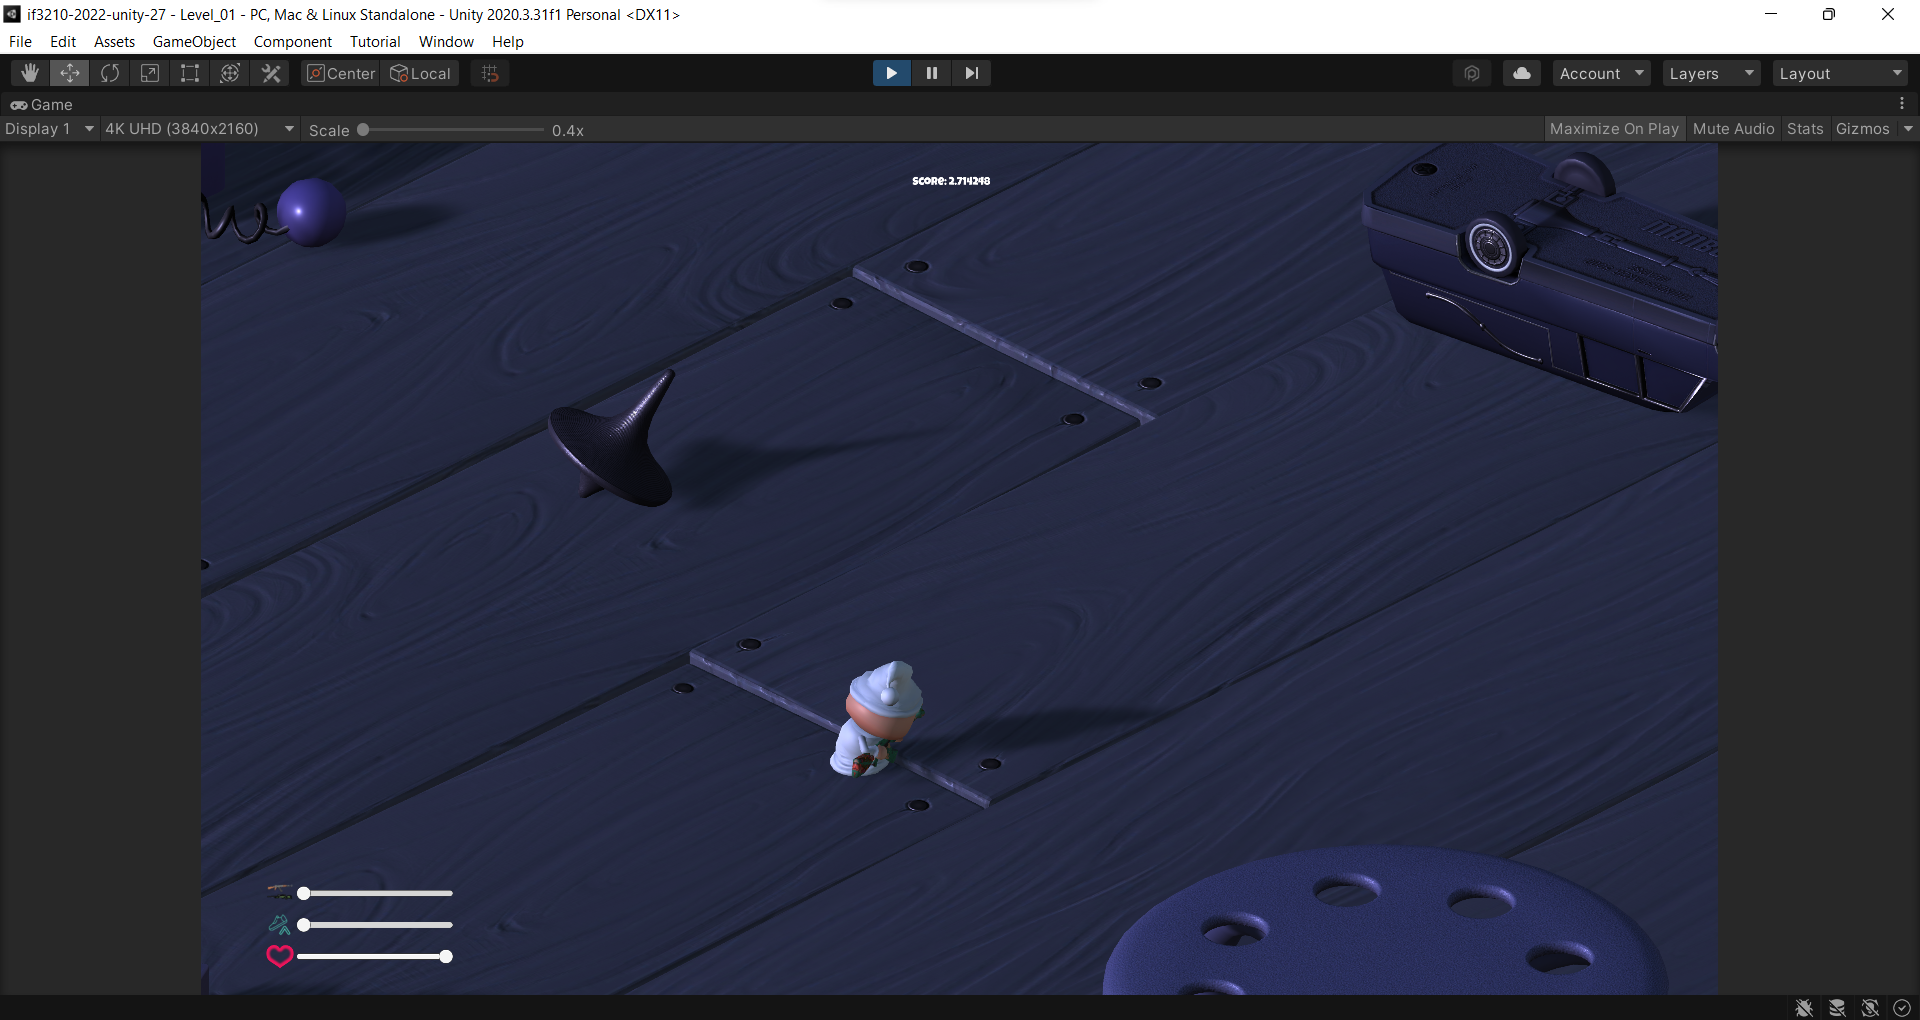 if3210-2022-unity-27 - Level_01 - PC, Mac & Linux Standalone - Unity 2020.3.31f1 Personal <DX11>
File Edit Assets GameObject Component Tutorial Window Help
Center Local Account Layers Layout
Game
Display 1 4K UHD (3840x2160) Scale 0.4x Maximize On Play Mute Audio Stats Gizmos
SCORE: 2.714248